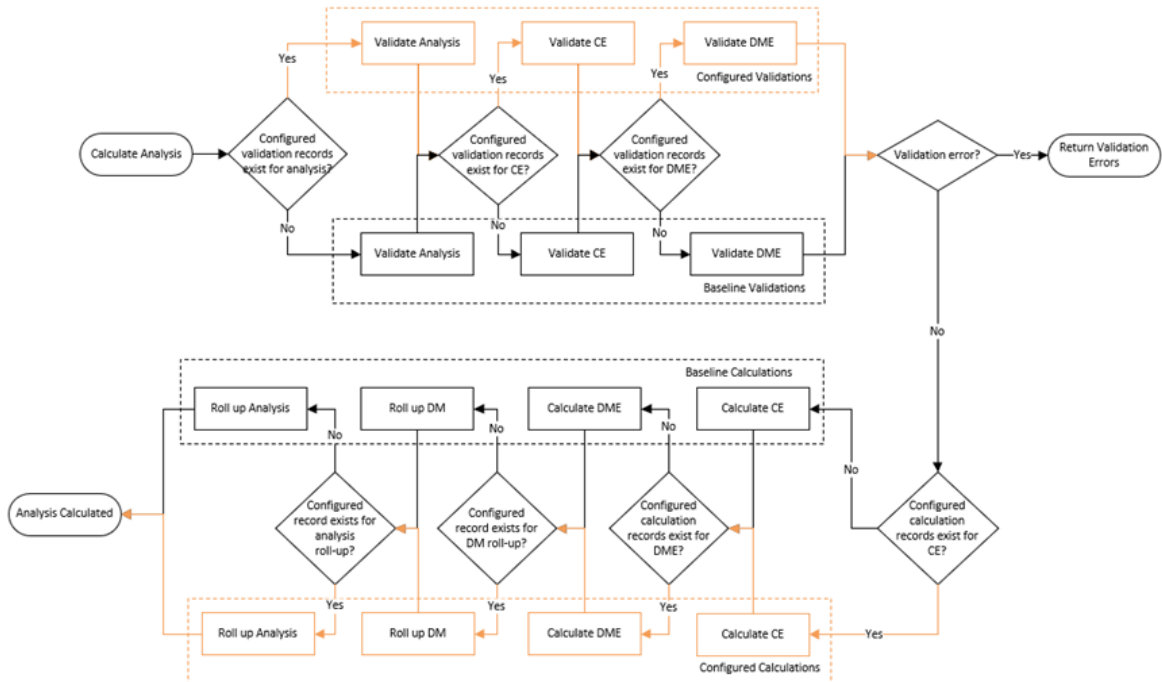 Validate Analysis
Validate CE
Validate DME
Yes
Yes
Yes
Configured Validations
Calculate Analysis
Configured
validation records
exist for analysis?
Configured
validation records
exist for CE?
Configured
validation records
exist for DME?
Validation error?
Yes
Return Validation
Errors
No
No
No
Validate Analysis
Validate CE
Validate DME
Baseline Validations
No
Baseline Calculations
Roll up Analysis
Roll up DM
Calculate DME
Calculate CE
No
No
No
No
Analysis Calculated
Configured
record exists for
analysis
roll-up?
Configured
record exists for
DM roll-up?
Configured
calculation
records exist for
DME?
Configured
calculation
records exist for
CE?
Yes
Yes
Yes
Yes
Roll up Analysis
Roll up DM
Calculate DME
Calculate CE
Configured Calculations